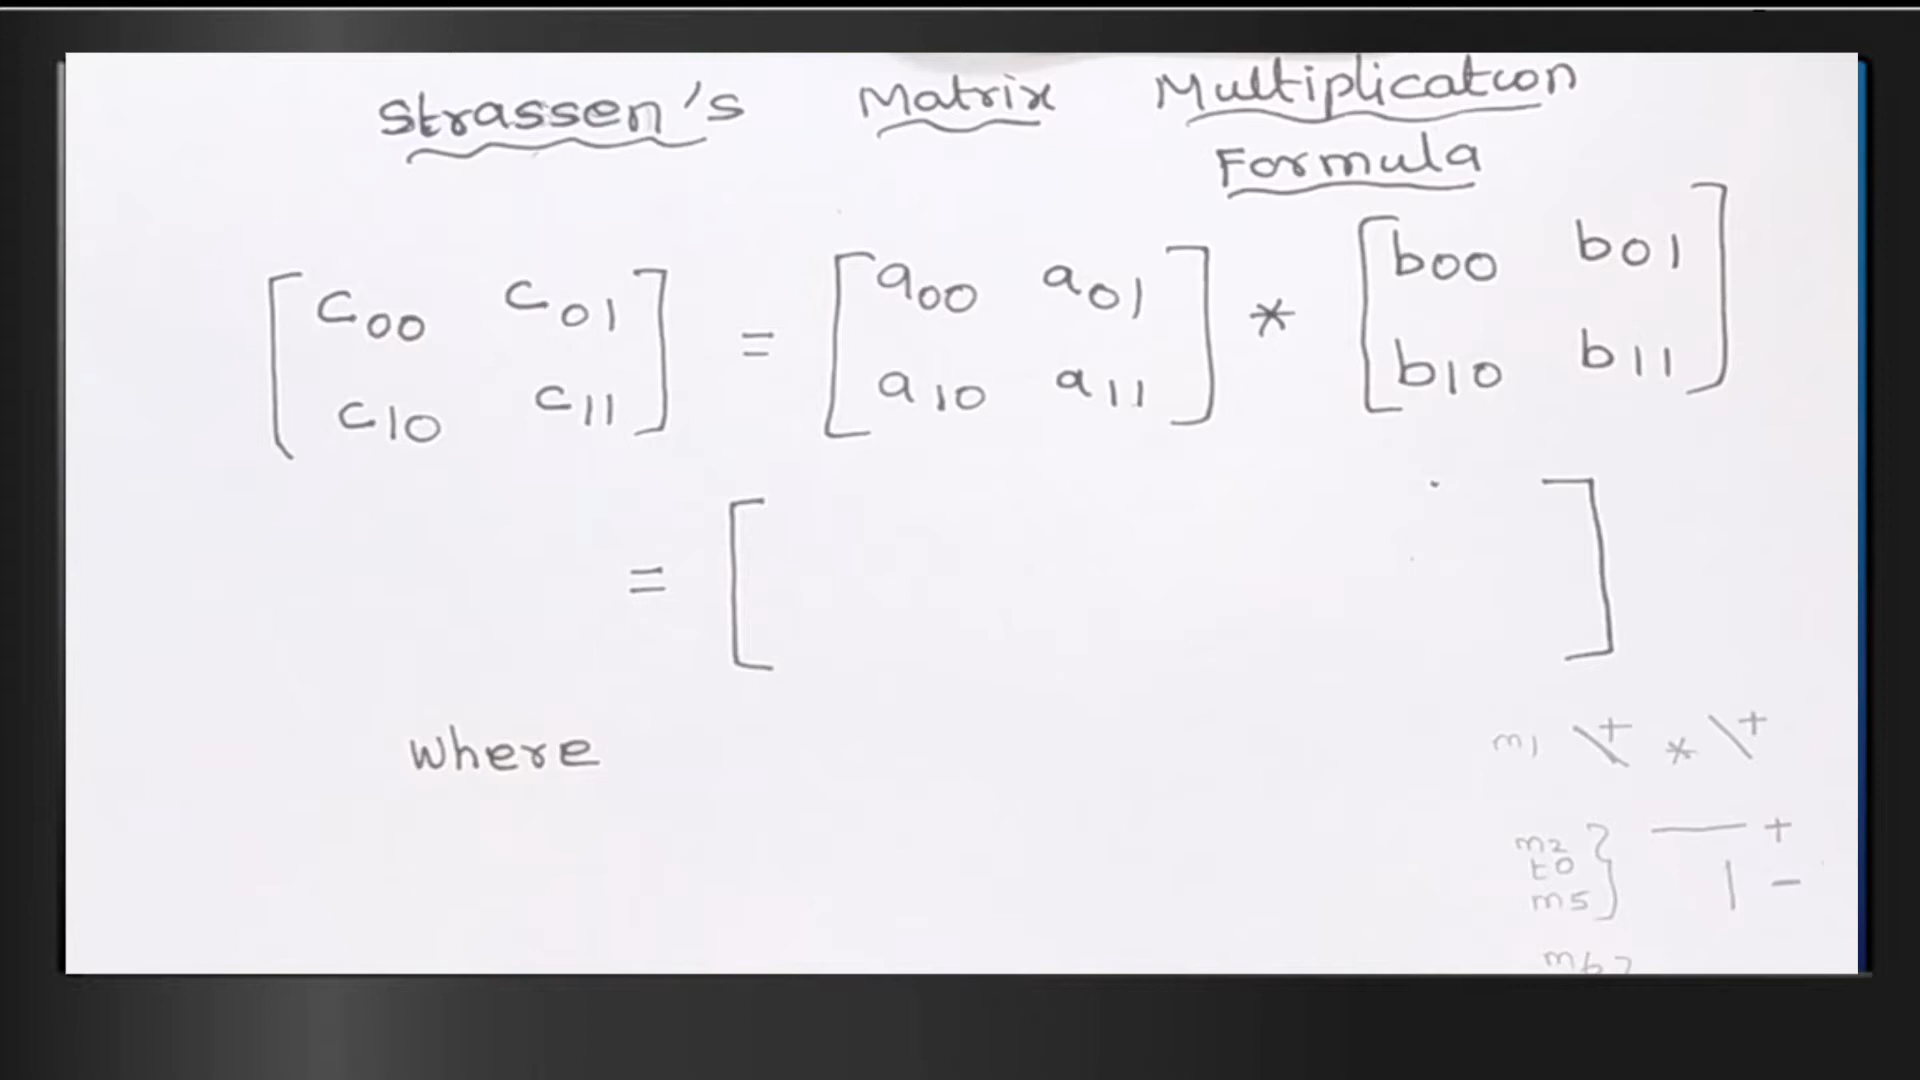 Strassen's Matrix Multiplication
Formula
[ c00 c01 ] = [ a00 a01 ] * [ b00 b01 ]
[ c10 c11 ] [ a10 a11 ] [ b10 b11 ]
= [ ]
where
m1 \+ * \+
m2 to m5 } — +
| -